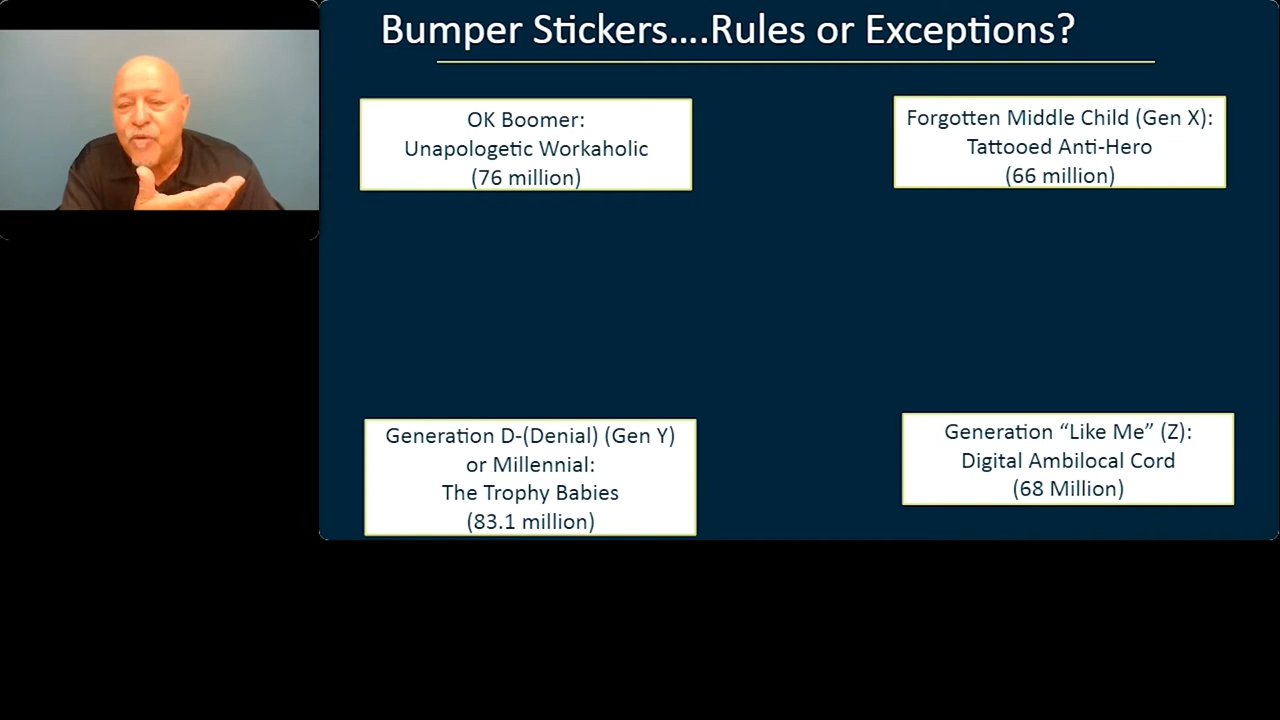 Bumper Stickers....Rules or Exceptions?
OK Boomer:
Unapologetic Workaholic
(76 million)
Forgotten Middle Child (Gen X):
Tattooed Anti-Hero
(66 million)
Generation D-(Denial) (Gen Y)
or Millennial:
The Trophy Babies
(83.1 million)
Generation “Like Me” (Z):
Digital Ambilocal Cord
(68 Million)